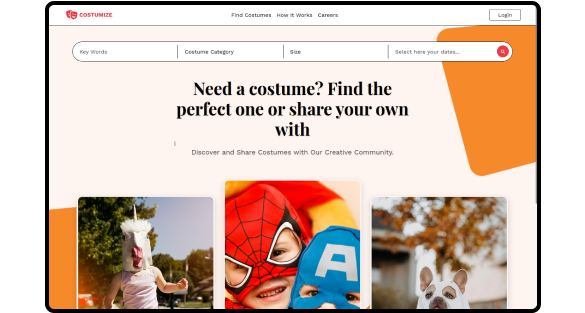 COSTUMIZE
Find Costumes How It Works Careers
Login
Key Words Costume Category Size Select here your dates...
Need a costume? Find the
perfect one or share your own
with
Discover and Share Costumes with Our Creative Community.
A